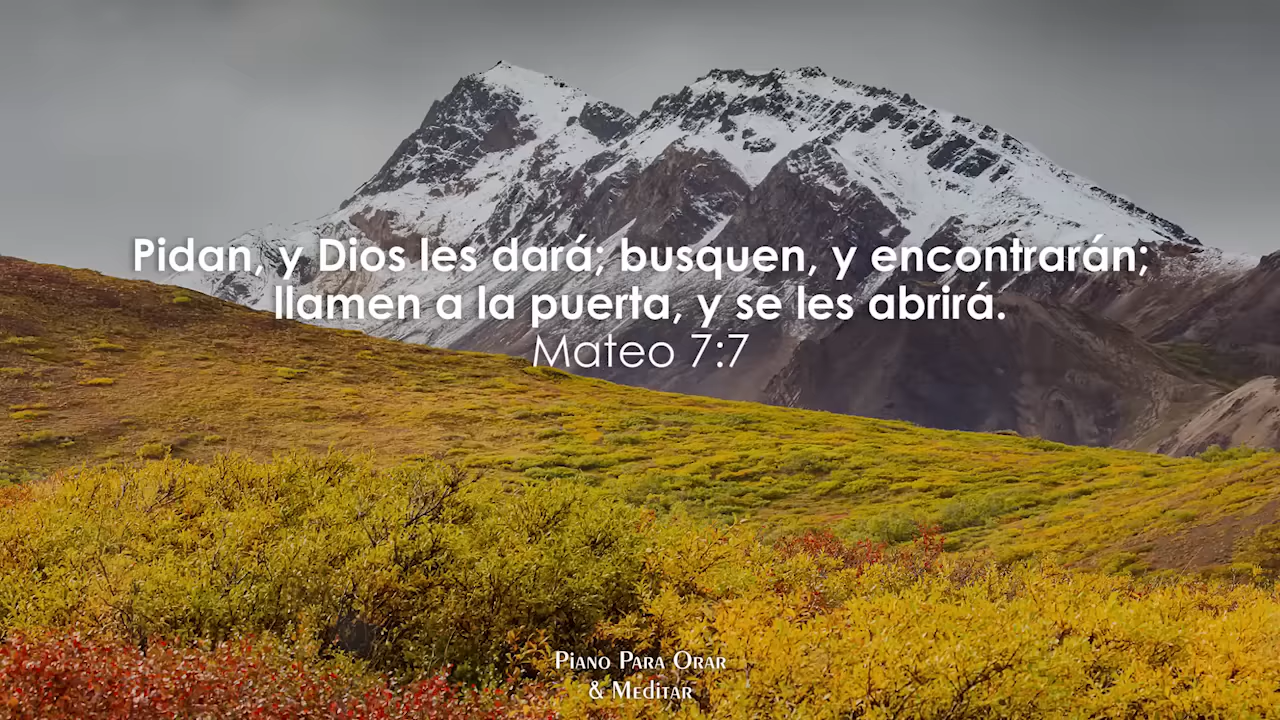 Pidan, y Dios les dará; busquen, y encontrarán;
llamen a la puerta, y se les abrirá.
Mateo 7:7
Piano Para Orar
& Meditar